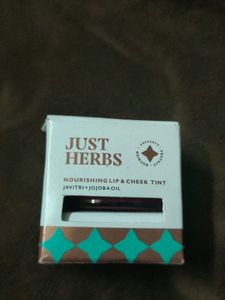 JUST
HERBS
NOURISHING LIP & CHEEK TINT
JAVITRI • JOJOBA OIL